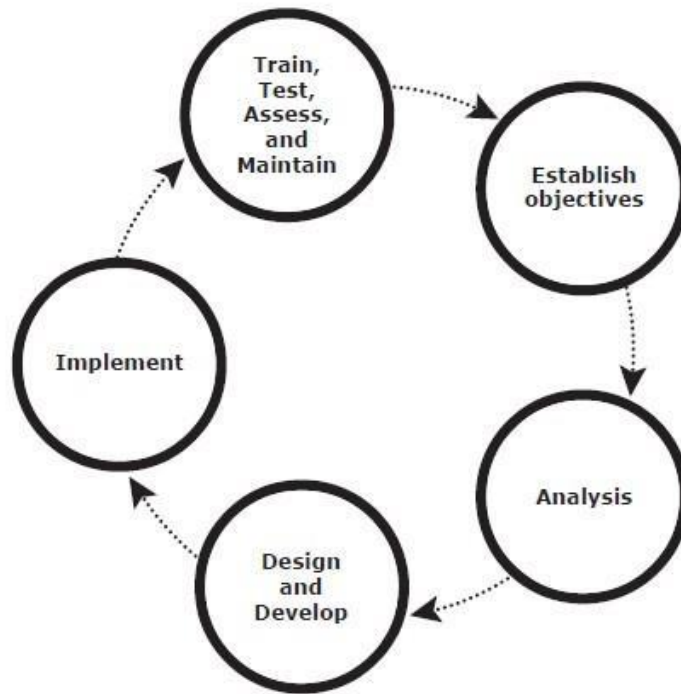 Train,
Test,
Assess,
and
Maintain
Establish
objectives
Analysis
Design
and
Develop
Implement